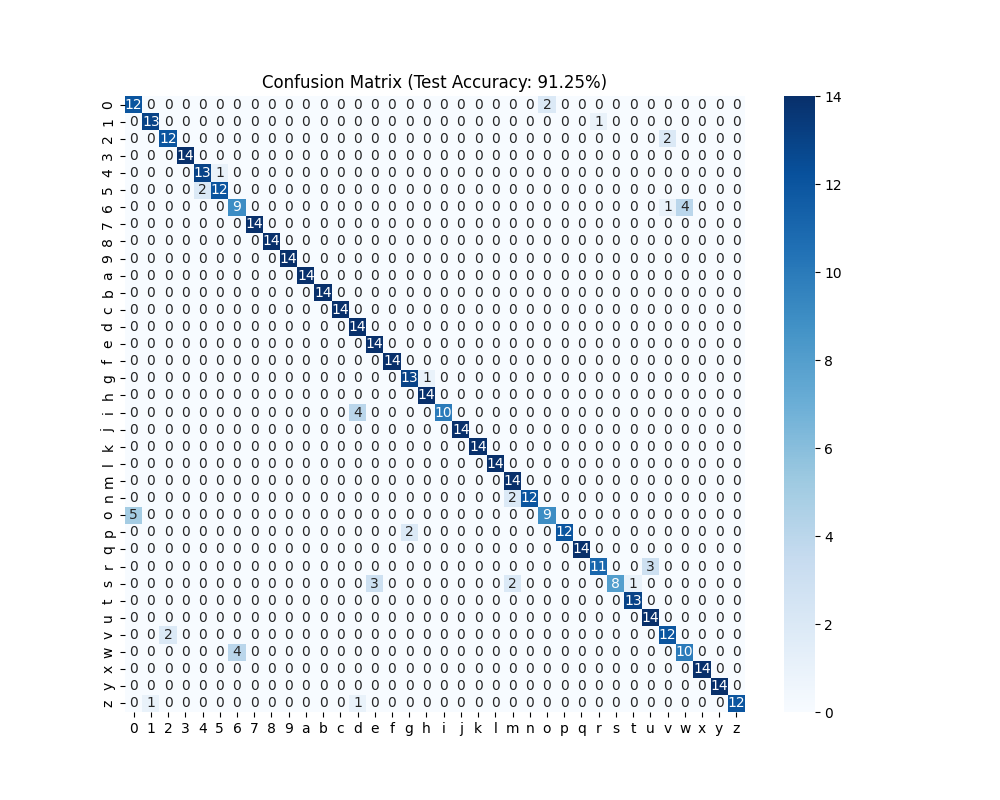 Confusion Matrix (Test Accuracy: 91.25%)
0 12 0 0 0 0 0 0 0 0 0 0 0 0 0 0 0 0 0 0 0 0 0 0 0 2 0 0 0 0 0 0 0 0 0 0 0
1 0 13 0 0 0 0 0 0 0 0 0 0 0 0 0 0 0 0 0 0 0 0 0 0 0 0 0 1 0 0 0 0 0 0 0 0
2 0 0 12 0 0 0 0 0 0 0 0 0 0 0 0 0 0 0 0 0 0 0 0 0 0 0 0 0 0 0 0 2 0 0 0 0
3 0 0 0 14 0 0 0 0 0 0 0 0 0 0 0 0 0 0 0 0 0 0 0 0 0 0 0 0 0 0 0 0 0 0 0 0
4 0 0 0 0 13 1 0 0 0 0 0 0 0 0 0 0 0 0 0 0 0 0 0 0 0 0 0 0 0 0 0 0 0 0 0 0
5 0 0 0 0 2 12 0 0 0 0 0 0 0 0 0 0 0 0 0 0 0 0 0 0 0 0 0 0 0 0 0 0 0 0 0 0
6 0 0 0 0 0 0 9 0 0 0 0 0 0 0 0 0 0 0 0 0 0 0 0 0 0 0 0 0 0 0 0 1 4 0 0 0
7 0 0 0 0 0 0 0 14 0 0 0 0 0 0 0 0 0 0 0 0 0 0 0 0 0 0 0 0 0 0 0 0 0 0 0 0
8 0 0 0 0 0 0 0 0 14 0 0 0 0 0 0 0 0 0 0 0 0 0 0 0 0 0 0 0 0 0 0 0 0 0 0 0
9 0 0 0 0 0 0 0 0 0 14 0 0 0 0 0 0 0 0 0 0 0 0 0 0 0 0 0 0 0 0 0 0 0 0 0 0
a 0 0 0 0 0 0 0 0 0 0 14 0 0 0 0 0 0 0 0 0 0 0 0 0 0 0 0 0 0 0 0 0 0 0 0 0
b 0 0 0 0 0 0 0 0 0 0 0 14 0 0 0 0 0 0 0 0 0 0 0 0 0 0 0 0 0 0 0 0 0 0 0 0
c 0 0 0 0 0 0 0 0 0 0 0 0 14 0 0 0 0 0 0 0 0 0 0 0 0 0 0 0 0 0 0 0 0 0 0 0
d 0 0 0 0 0 0 0 0 0 0 0 0 0 14 0 0 0 0 0 0 0 0 0 0 0 0 0 0 0 0 0 0 0 0 0 0
e 0 0 0 0 0 0 0 0 0 0 0 0 0 0 14 0 0 0 0 0 0 0 0 0 0 0 0 0 0 0 0 0 0 0 0 0
f 0 0 0 0 0 0 0 0 0 0 0 0 0 0 0 14 0 0 0 0 0 0 0 0 0 0 0 0 0 0 0 0 0 0 0 0
g 0 0 0 0 0 0 0 0 0 0 0 0 0 0 0 0 13 1 0 0 0 0 0 0 0 0 0 0 0 0 0 0 0 0 0 0
h 0 0 0 0 0 0 0 0 0 0 0 0 0 0 0 0 0 14 0 0 0 0 0 0 0 0 0 0 0 0 0 0 0 0 0 0
i 0 0 0 0 0 0 0 0 0 0 0 0 0 4 0 0 0 0 10 0 0 0 0 0 0 0 0 0 0 0 0 0 0 0 0 0
j 0 0 0 0 0 0 0 0 0 0 0 0 0 0 0 0 0 0 0 14 0 0 0 0 0 0 0 0 0 0 0 0 0 0 0 0
k 0 0 0 0 0 0 0 0 0 0 0 0 0 0 0 0 0 0 0 0 14 0 0 0 0 0 0 0 0 0 0 0 0 0 0 0
l 0 0 0 0 0 0 0 0 0 0 0 0 0 0 0 0 0 0 0 0 0 14 0 0 0 0 0 0 0 0 0 0 0 0 0 0
m 0 0 0 0 0 0 0 0 0 0 0 0 0 0 0 0 0 0 0 0 0 0 14 0 0 0 0 0 0 0 0 0 0 0 0 0
n 0 0 0 0 0 0 0 0 0 0 0 0 0 0 0 0 0 0 0 0 0 0 2 12 0 0 0 0 0 0 0 0 0 0 0 0
o 5 0 0 0 0 0 0 0 0 0 0 0 0 0 0 0 0 0 0 0 0 0 0 0 9 0 0 0 0 0 0 0 0 0 0 0
p 0 0 0 0 0 0 0 0 0 0 0 0 0 0 0 0 2 0 0 0 0 0 0 0 0 12 0 0 0 0 0 0 0 0 0 0
q 0 0 0 0 0 0 0 0 0 0 0 0 0 0 0 0 0 0 0 0 0 0 0 0 0 0 14 0 0 0 0 0 0 0 0 0
r 0 0 0 0 0 0 0 0 0 0 0 0 0 0 0 0 0 0 0 0 0 0 0 0 0 0 0 11 0 0 3 0 0 0 0 0
s 0 0 0 0 0 0 0 0 0 0 0 0 0 0 3 0 0 0 0 0 0 0 2 0 0 0 0 0 8 1 0 0 0 0 0 0
t 0 0 0 0 0 0 0 0 0 0 0 0 0 0 0 0 0 0 0 0 0 0 0 0 0 0 0 0 0 13 0 0 0 0 0 0
u 0 0 0 0 0 0 0 0 0 0 0 0 0 0 0 0 0 0 0 0 0 0 0 0 0 0 0 0 0 0 14 0 0 0 0 0
v 0 0 2 0 0 0 0 0 0 0 0 0 0 0 0 0 0 0 0 0 0 0 0 0 0 0 0 0 0 0 0 12 0 0 0 0
w 0 0 0 0 0 0 4 0 0 0 0 0 0 0 0 0 0 0 0 0 0 0 0 0 0 0 0 0 0 0 0 0 10 0 0 0
x 0 0 0 0 0 0 0 0 0 0 0 0 0 0 0 0 0 0 0 0 0 0 0 0 0 0 0 0 0 0 0 0 0 14 0 0
y 0 0 0 0 0 0 0 0 0 0 0 0 0 0 0 0 0 0 0 0 0 0 0 0 0 0 0 0 0 0 0 0 0 0 14 0
z 0 1 0 0 0 0 0 0 0 0 0 0 0 1 0 0 0 0 0 0 0 0 0 0 0 0 0 0 0 0 0 0 0 0 0 12
0 1 2 3 4 5 6 7 8 9 a b c d e f g h i j k l m n o p q r s t u v w x y z
14
12
10
8
6
4
2
0